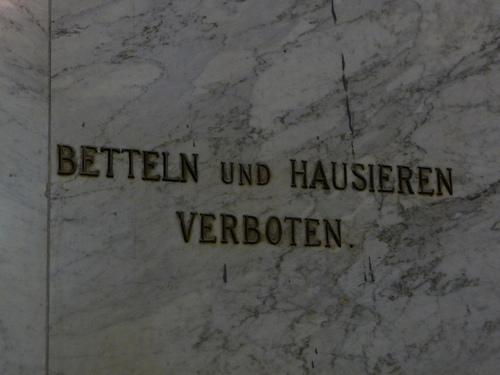 BETTELN UND HAUSIEREN
VERBOTEN.